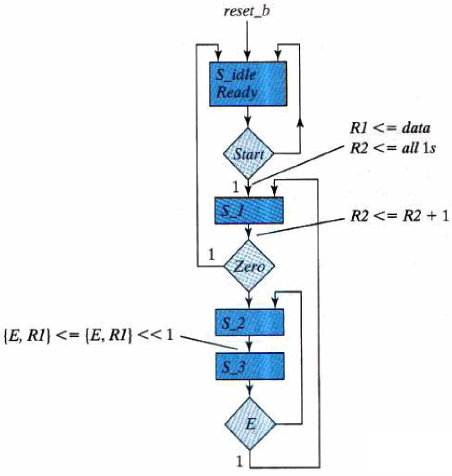 reset_b
S_idle
Ready
Start
R1 <= data
R2 <= all 1s
1
S_1
R2 <= R2 + 1
1
Zero
S_2
{E, R1} <= {E, R1} << 1
S_3
E
1